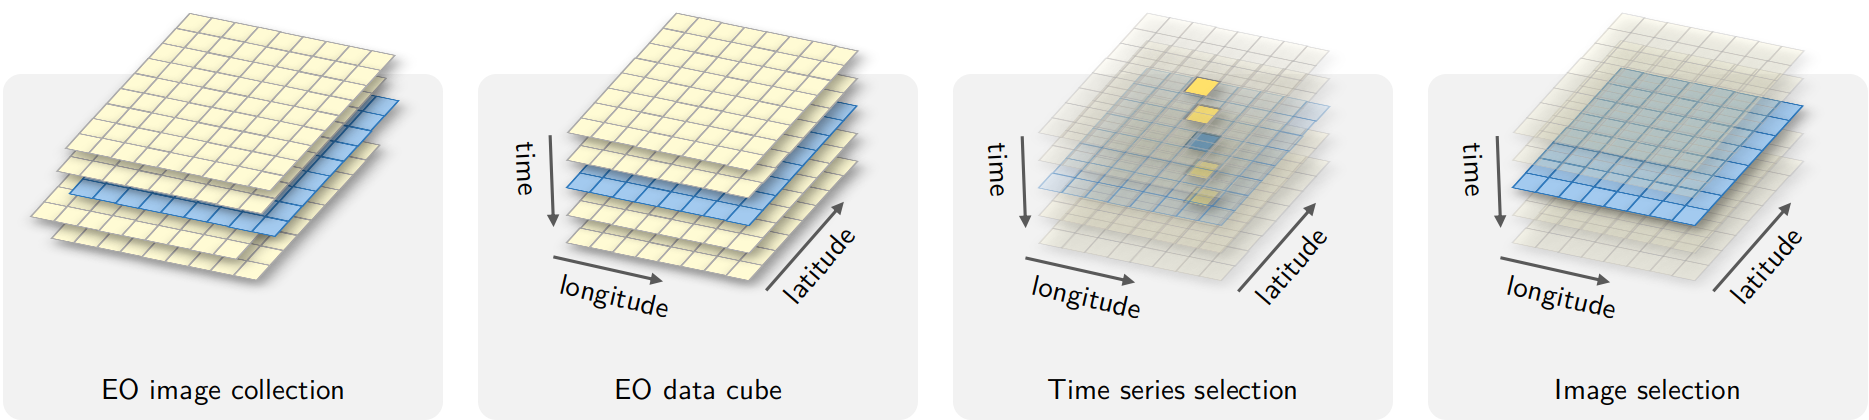 EO image collection
time
longitude
latitude
EO data cube
time
longitude
latitude
Time series selection
time
longitude
latitude
Image selection